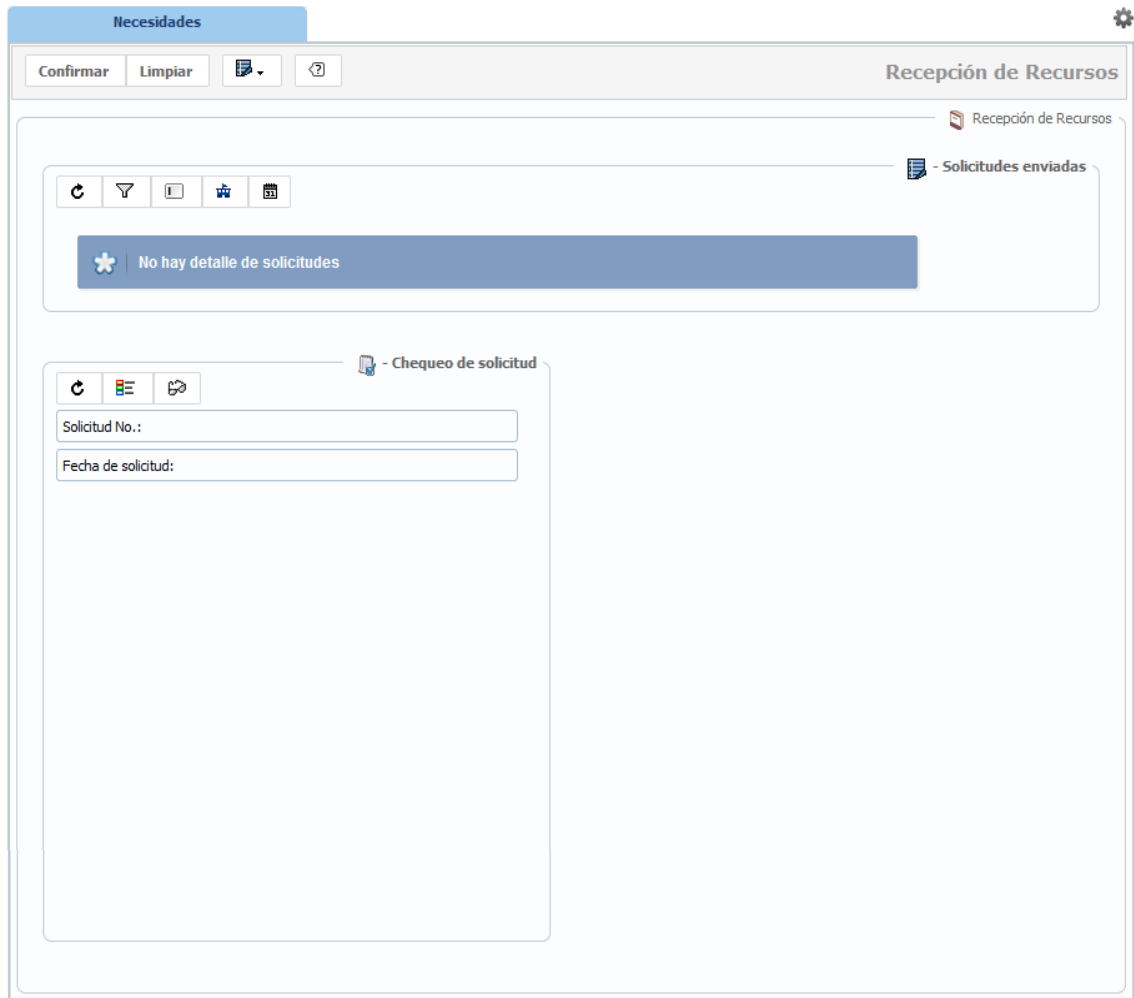 Necesidades
Confirmar Limpiar
Recepción de Recursos
Recepción de Recursos
- Solicitudes enviadas
31
No hay detalle de solicitudes
- Chequeo de solicitud
Solicitud No.:
Fecha de solicitud: